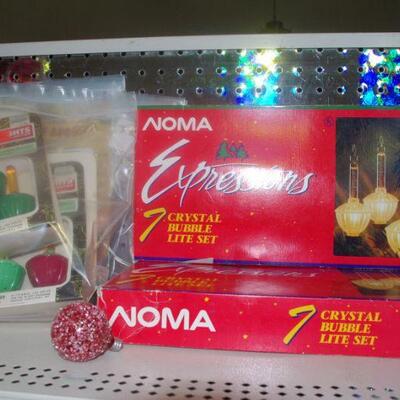 NOMA
Expressions
7 CRYSTAL
BUBBLE
LITE SET
NOMA
7 CRYSTAL
BUBBLE
LITE SET